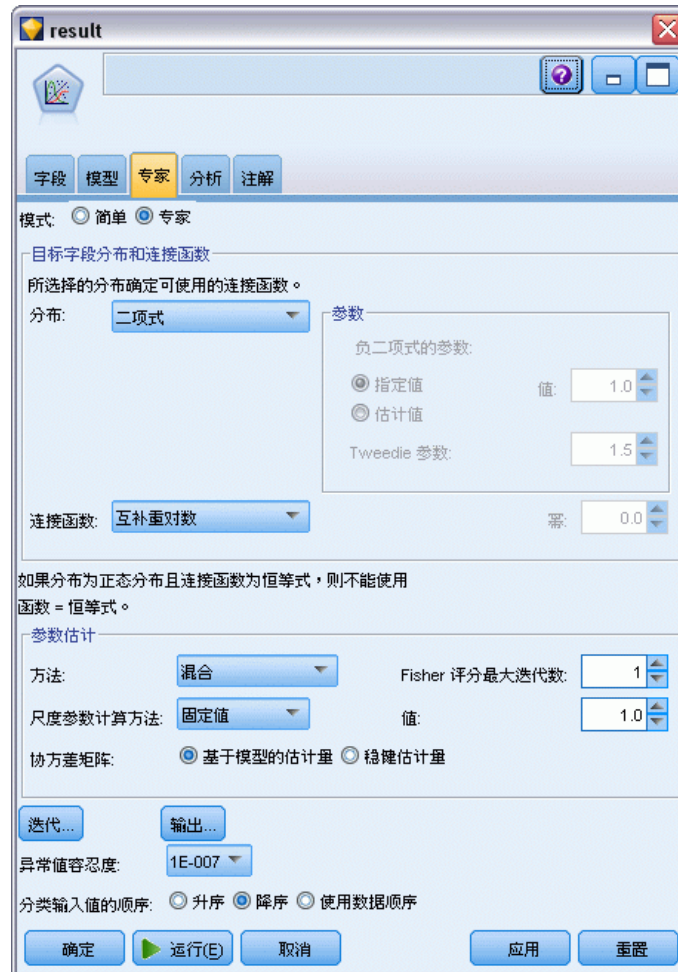 result
字段 模型 专家 分析 注解
模式: 简单 专家
目标字段分布和连接函数
所选择的分布确定可使用的连接函数。
分布: 二项式
参数
负二项式的参数:
指定值 值: 1.0
估计值
Tweedie 参数: 1.5
连接函数: 互补重对数 幂: 0.0
如果分布为正态分布且连接函数为恒等式，则不能使用
函数 = 恒等式。
参数估计
方法: 混合 Fisher 评分最大迭代数: 1
尺度参数计算方法: 固定值 值: 1.0
协方差矩阵: 基于模型的估计量 稳健估计量
迭代... 输出...
异常值容忍度: 1E-007
分类输入值的顺序: 升序 降序 使用数据顺序
确定 运行(E) 取消 应用 重置